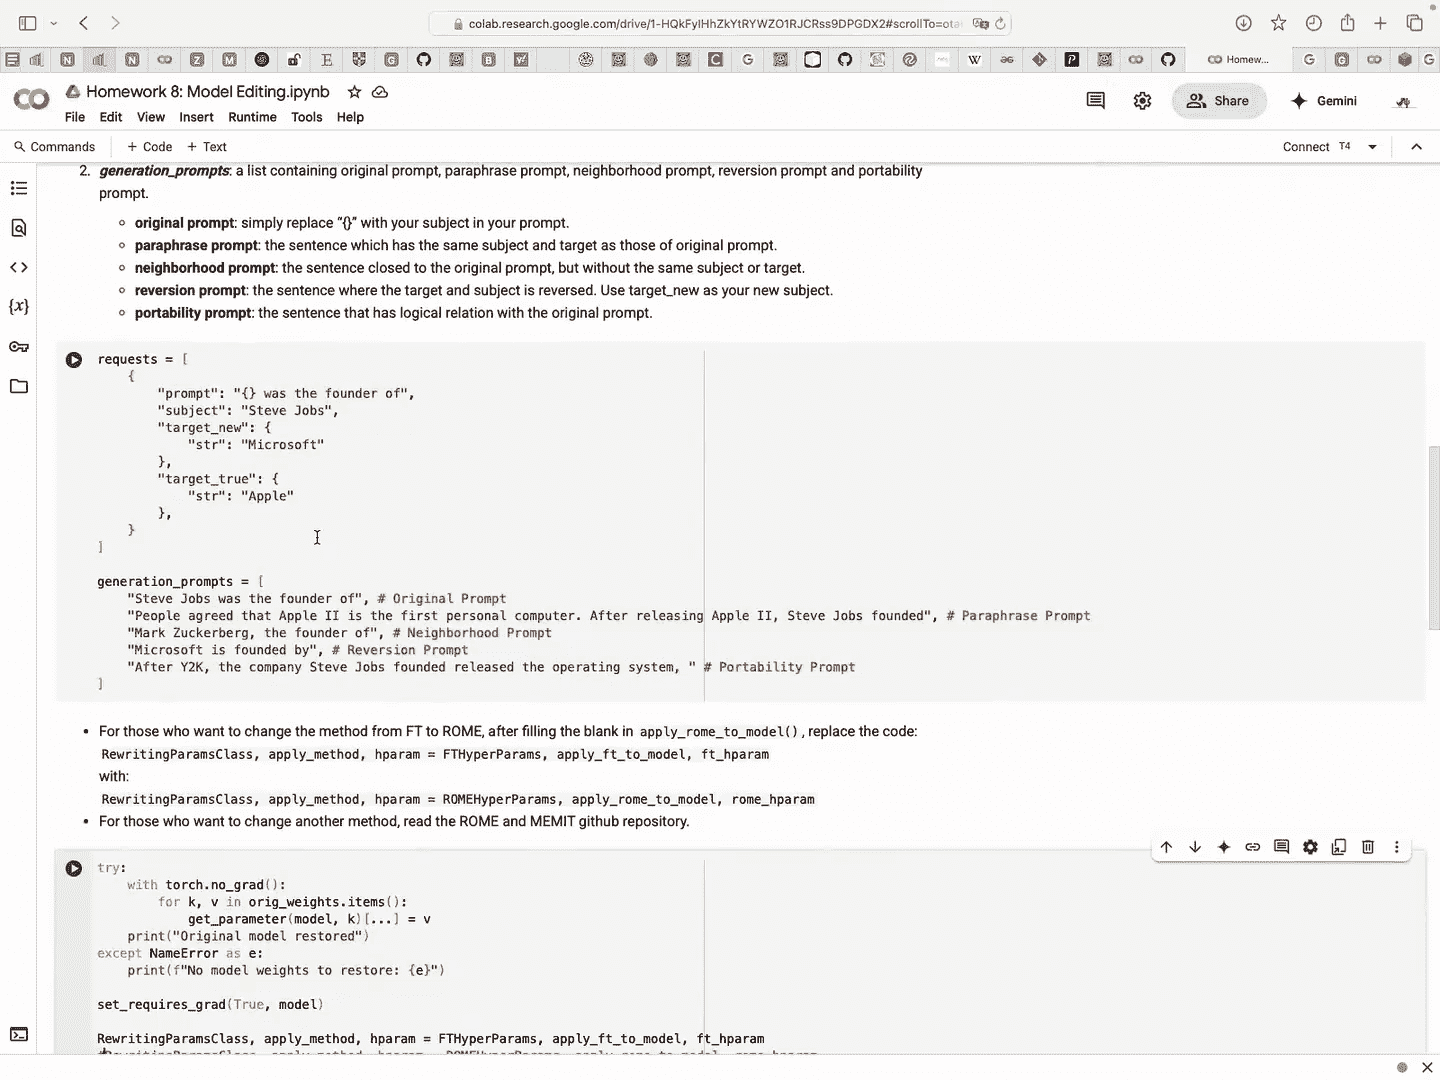 colab.research.google.com/drive/1-HQkFyIHhZkYtRYWZO1RJCRss9DPGDX2#scrollTo=ota
Homew...
Homework 8: Model Editing.ipynb
Share
Gemini
File Edit View Insert Runtime Tools Help
Commands + Code + Text
Connect T4
2. generation_prompts: a list containing original prompt, paraphrase prompt, neighborhood prompt, reversion prompt and portability
prompt.
original prompt: simply replace “{}” with your subject in your prompt.
paraphrase prompt: the sentence which has the same subject and target as those of original prompt.
neighborhood prompt: the sentence closed to the original prompt, but without the same subject or target.
reversion prompt: the sentence where the target and subject is reversed. Use target_new as your new subject.
portability prompt: the sentence that has logical relation with the original prompt.
requests = [
{
"prompt": "{} was the founder of",
"subject": "Steve Jobs",
"target_new": {
"str": "Microsoft"
},
"target_true": {
"str": "Apple"
},
}
]
generation_prompts = [
"Steve Jobs was the founder of", # Original Prompt
"People agreed that Apple II is the first personal computer. After releasing Apple II, Steve Jobs founded", # Paraphrase Prompt
"Mark Zuckerberg, the founder of", # Neighborhood Prompt
"Microsoft is founded by", # Reversion Prompt
"After Y2K, the company Steve Jobs founded released the operating system, " # Portability Prompt
]
For those who want to change the method from FT to ROME, after filling the blank in apply_rome_to_model(), replace the code:
RewritingParamsClass, apply_method, hparam = FTHyperParams, apply_ft_to_model, ft_hparam
with:
RewritingParamsClass, apply_method, hparam = ROMEHyperParams, apply_rome_to_model, rome_hparam
For those who want to change another method, read the ROME and MEMIT github repository.
try:
with torch.no_grad():
for k, v in orig_weights.items():
get_parameter(model, k)[...] = v
print("Original model restored")
except NameError as e:
print(f"No model weights to restore: {e}")
set_requires_grad(True, model)
RewritingParamsClass, apply_method, hparam = FTHyperParams, apply_ft_to_model, ft_hparam